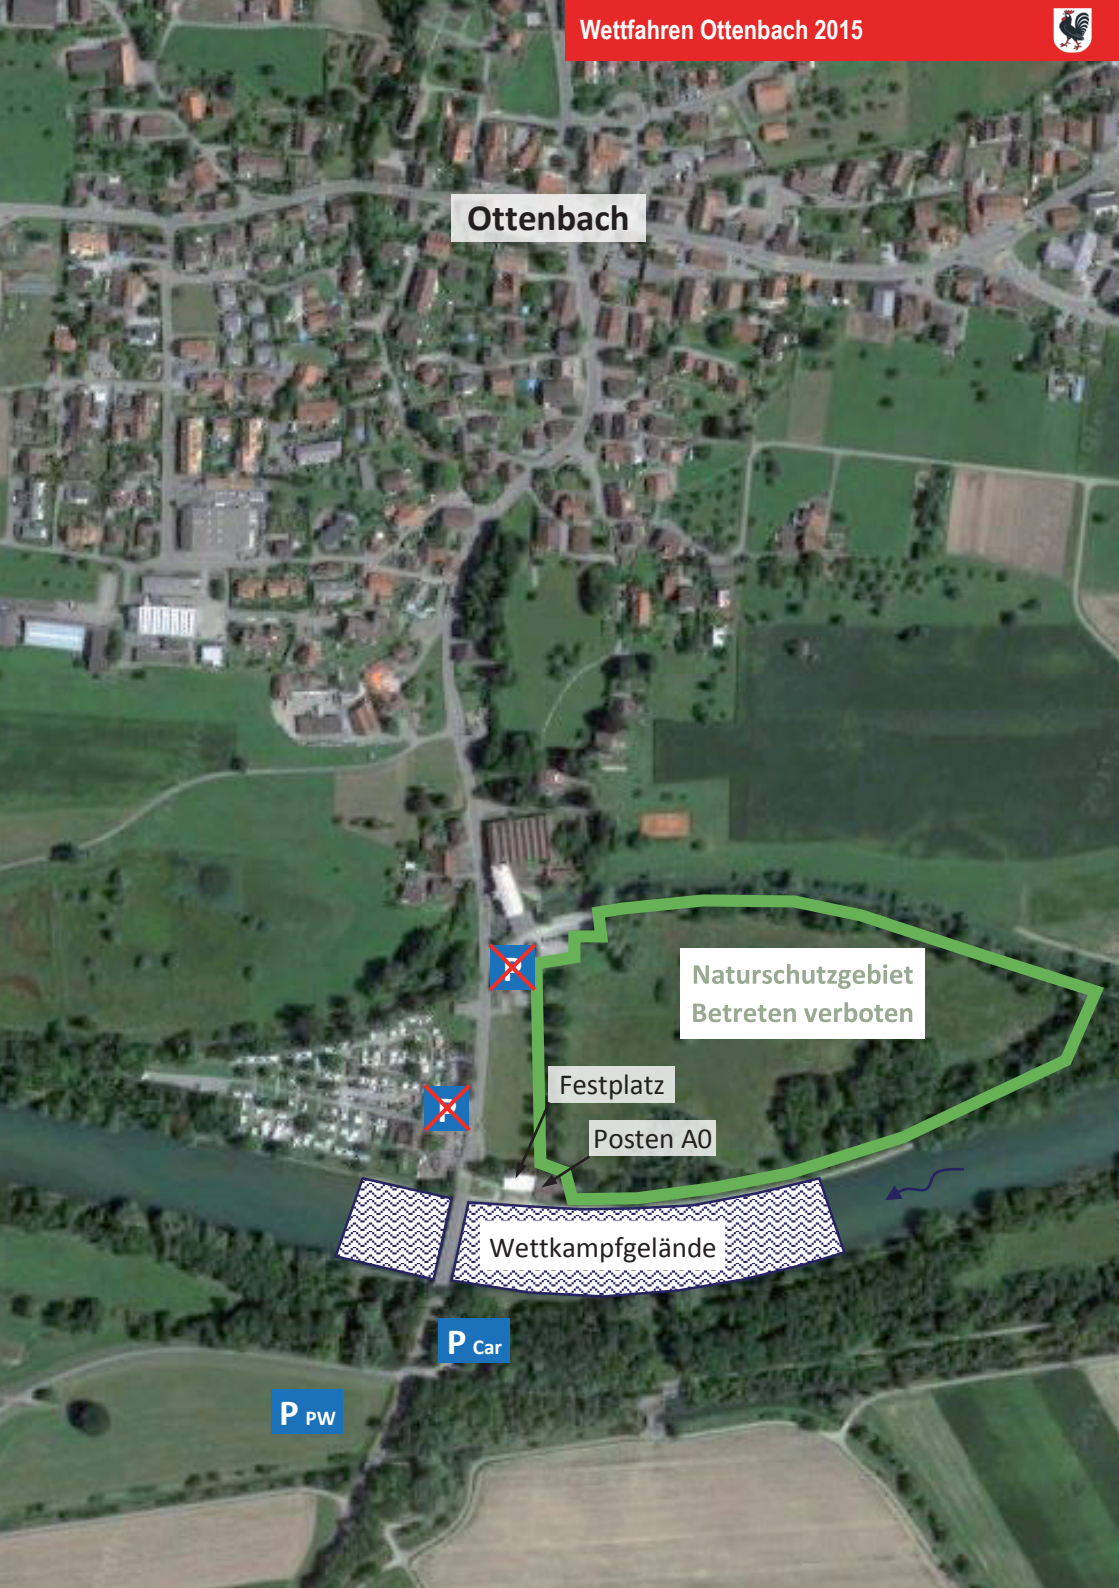 Wettfahren Ottenbach 2015
Ottenbach
Naturschutzgebiet
Betreten verboten
P
Festplatz
P
Posten A0
Wettkampfgelände
P Car
P PW